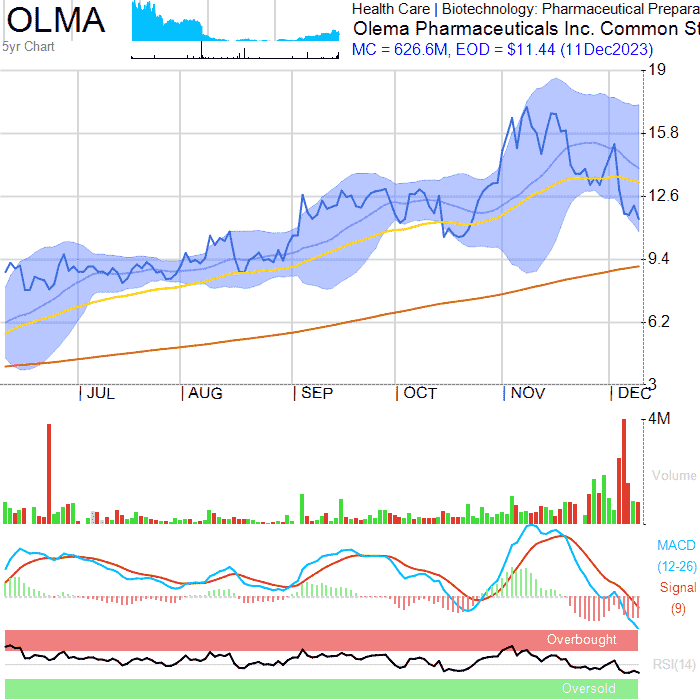 OLMA
5yr Chart
Health Care | Biotechnology: Pharmaceutical Prepara
Olema Pharmaceuticals Inc. Common St
MC = 626.6M, EOD = $11.44 (11Dec2023)
19
15.8
12.6
9.4
6.2
3
JUL AUG SEP OCT NOV DEC
4M
Volume
MACD
(12-26)
Signal
(9)
Overbought
RSI(14)
Oversold